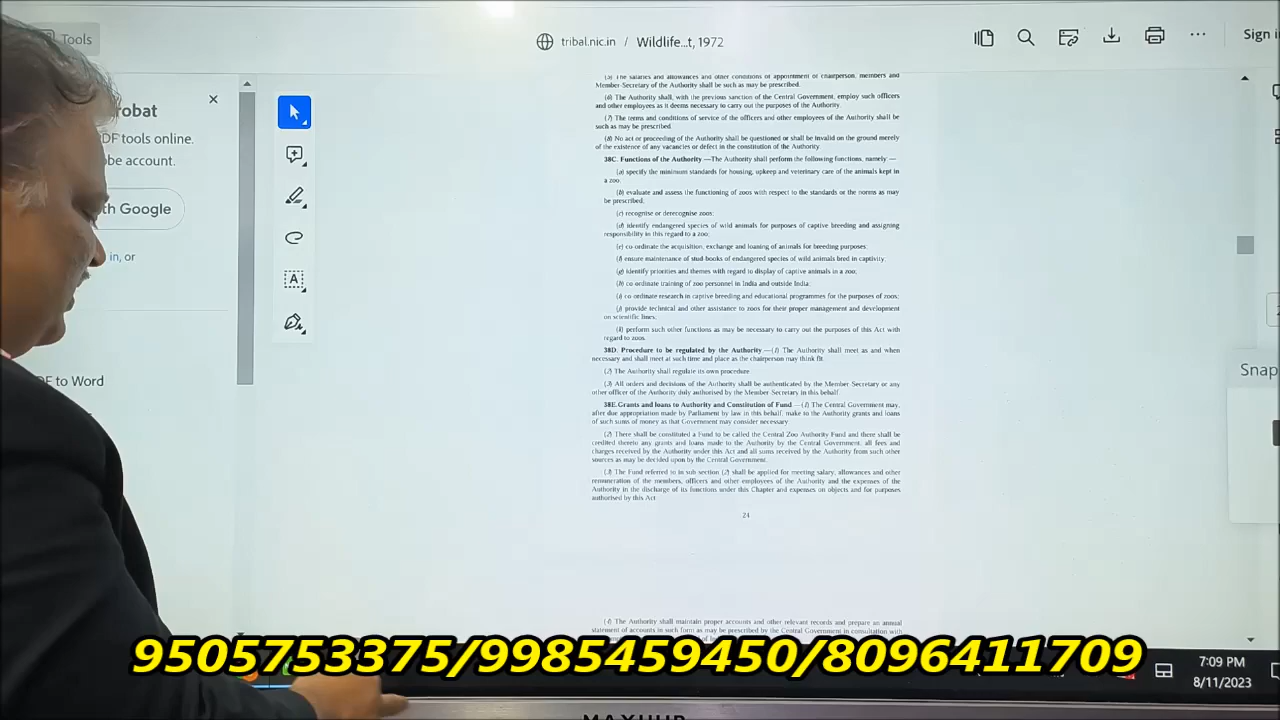 Tools
tribal.nic.in / Wildlife...t, 1972
Sign i
robat
DF tools online.
be account.
th Google
in, or
DF to Word
Snap
(5) The salaries and allowances and other conditions of appointment of chairperson, members and
Member-Secretary of the Authority shall be such as may be prescribed.
(6) The Authority shall, with the previous sanction of the Central Government, employ such officers
and other employees as it deems necessary to carry out the purposes of the Authority.
(7) The terms and conditions of service of the officers and other employees of the Authority shall be
such as may be prescribed.
(8) No act or proceeding of the Authority shall be questioned or shall be invalid on the ground merely
of the existence of any vacancies or defect in the constitution of the Authority.
38C. Functions of the Authority.—The Authority shall perform the following functions, namely:—
(a) specify the minimum standards for housing, upkeep and veterinary care of the animals kept in
a zoo;
(b) evaluate and assess the functioning of zoos with respect to the standards or the norms as may
be prescribed;
(c) recognise or derecognise zoos;
(d) identify endangered species of wild animals for purposes of captive breeding and assigning
responsibility in this regard to a zoo;
(e) co-ordinate the acquisition, exchange and loaning of animals for breeding purposes;
(f) ensure maintenance of stud-books of endangered species of wild animals bred in captivity;
(g) identify priorities and themes with regard to display of captive animals in a zoo;
(h) co-ordinate training of zoo personnel in India and outside India;
(i) co-ordinate research in captive breeding and educational programmes for the purposes of zoos;
(j) provide technical and other assistance to zoos for their proper management and development
on scientific lines;
(k) perform such other functions as may be necessary to carry out the purposes of this Act with
regard to zoos.
38D. Procedure to be regulated by the Authority.—(1) The Authority shall meet as and when
necessary and shall meet at such time and place as the chairperson may think fit.
(2) The Authority shall regulate its own procedure.
(3) All orders and decisions of the Authority shall be authenticated by the Member-Secretary or any
other officer of the Authority duly authorised by the Member-Secretary in this behalf.
38E. Grants and loans to Authority and Constitution of Fund.—(1) The Central Government may,
after due appropriation made by Parliament by law in this behalf, make to the Authority grants and loans
of such sums of money as that Government may consider necessary.
(2) There shall be constituted a Fund to be called the Central Zoo Authority Fund and there shall be
credited thereto any grants and loans made to the Authority by the Central Government, all fees and
charges received by the Authority under this Act and all sums received by the Authority from such other
sources as may be decided upon by the Central Government.
(3) The Fund referred to in sub-section (2) shall be applied for meeting salary, allowances and other
remuneration of the members, officers and other employees of the Authority and the expenses of the
Authority in the discharge of its functions under this Chapter and expenses on objects and for purposes
authorised by this Act.
24
(4) The Authority shall maintain proper accounts and other relevant records and prepare an annual
statement of accounts in such form as may be prescribed by the Central Government in consultation with
9505753375/9985459450/8096411709
7:09 PM
8/11/2023